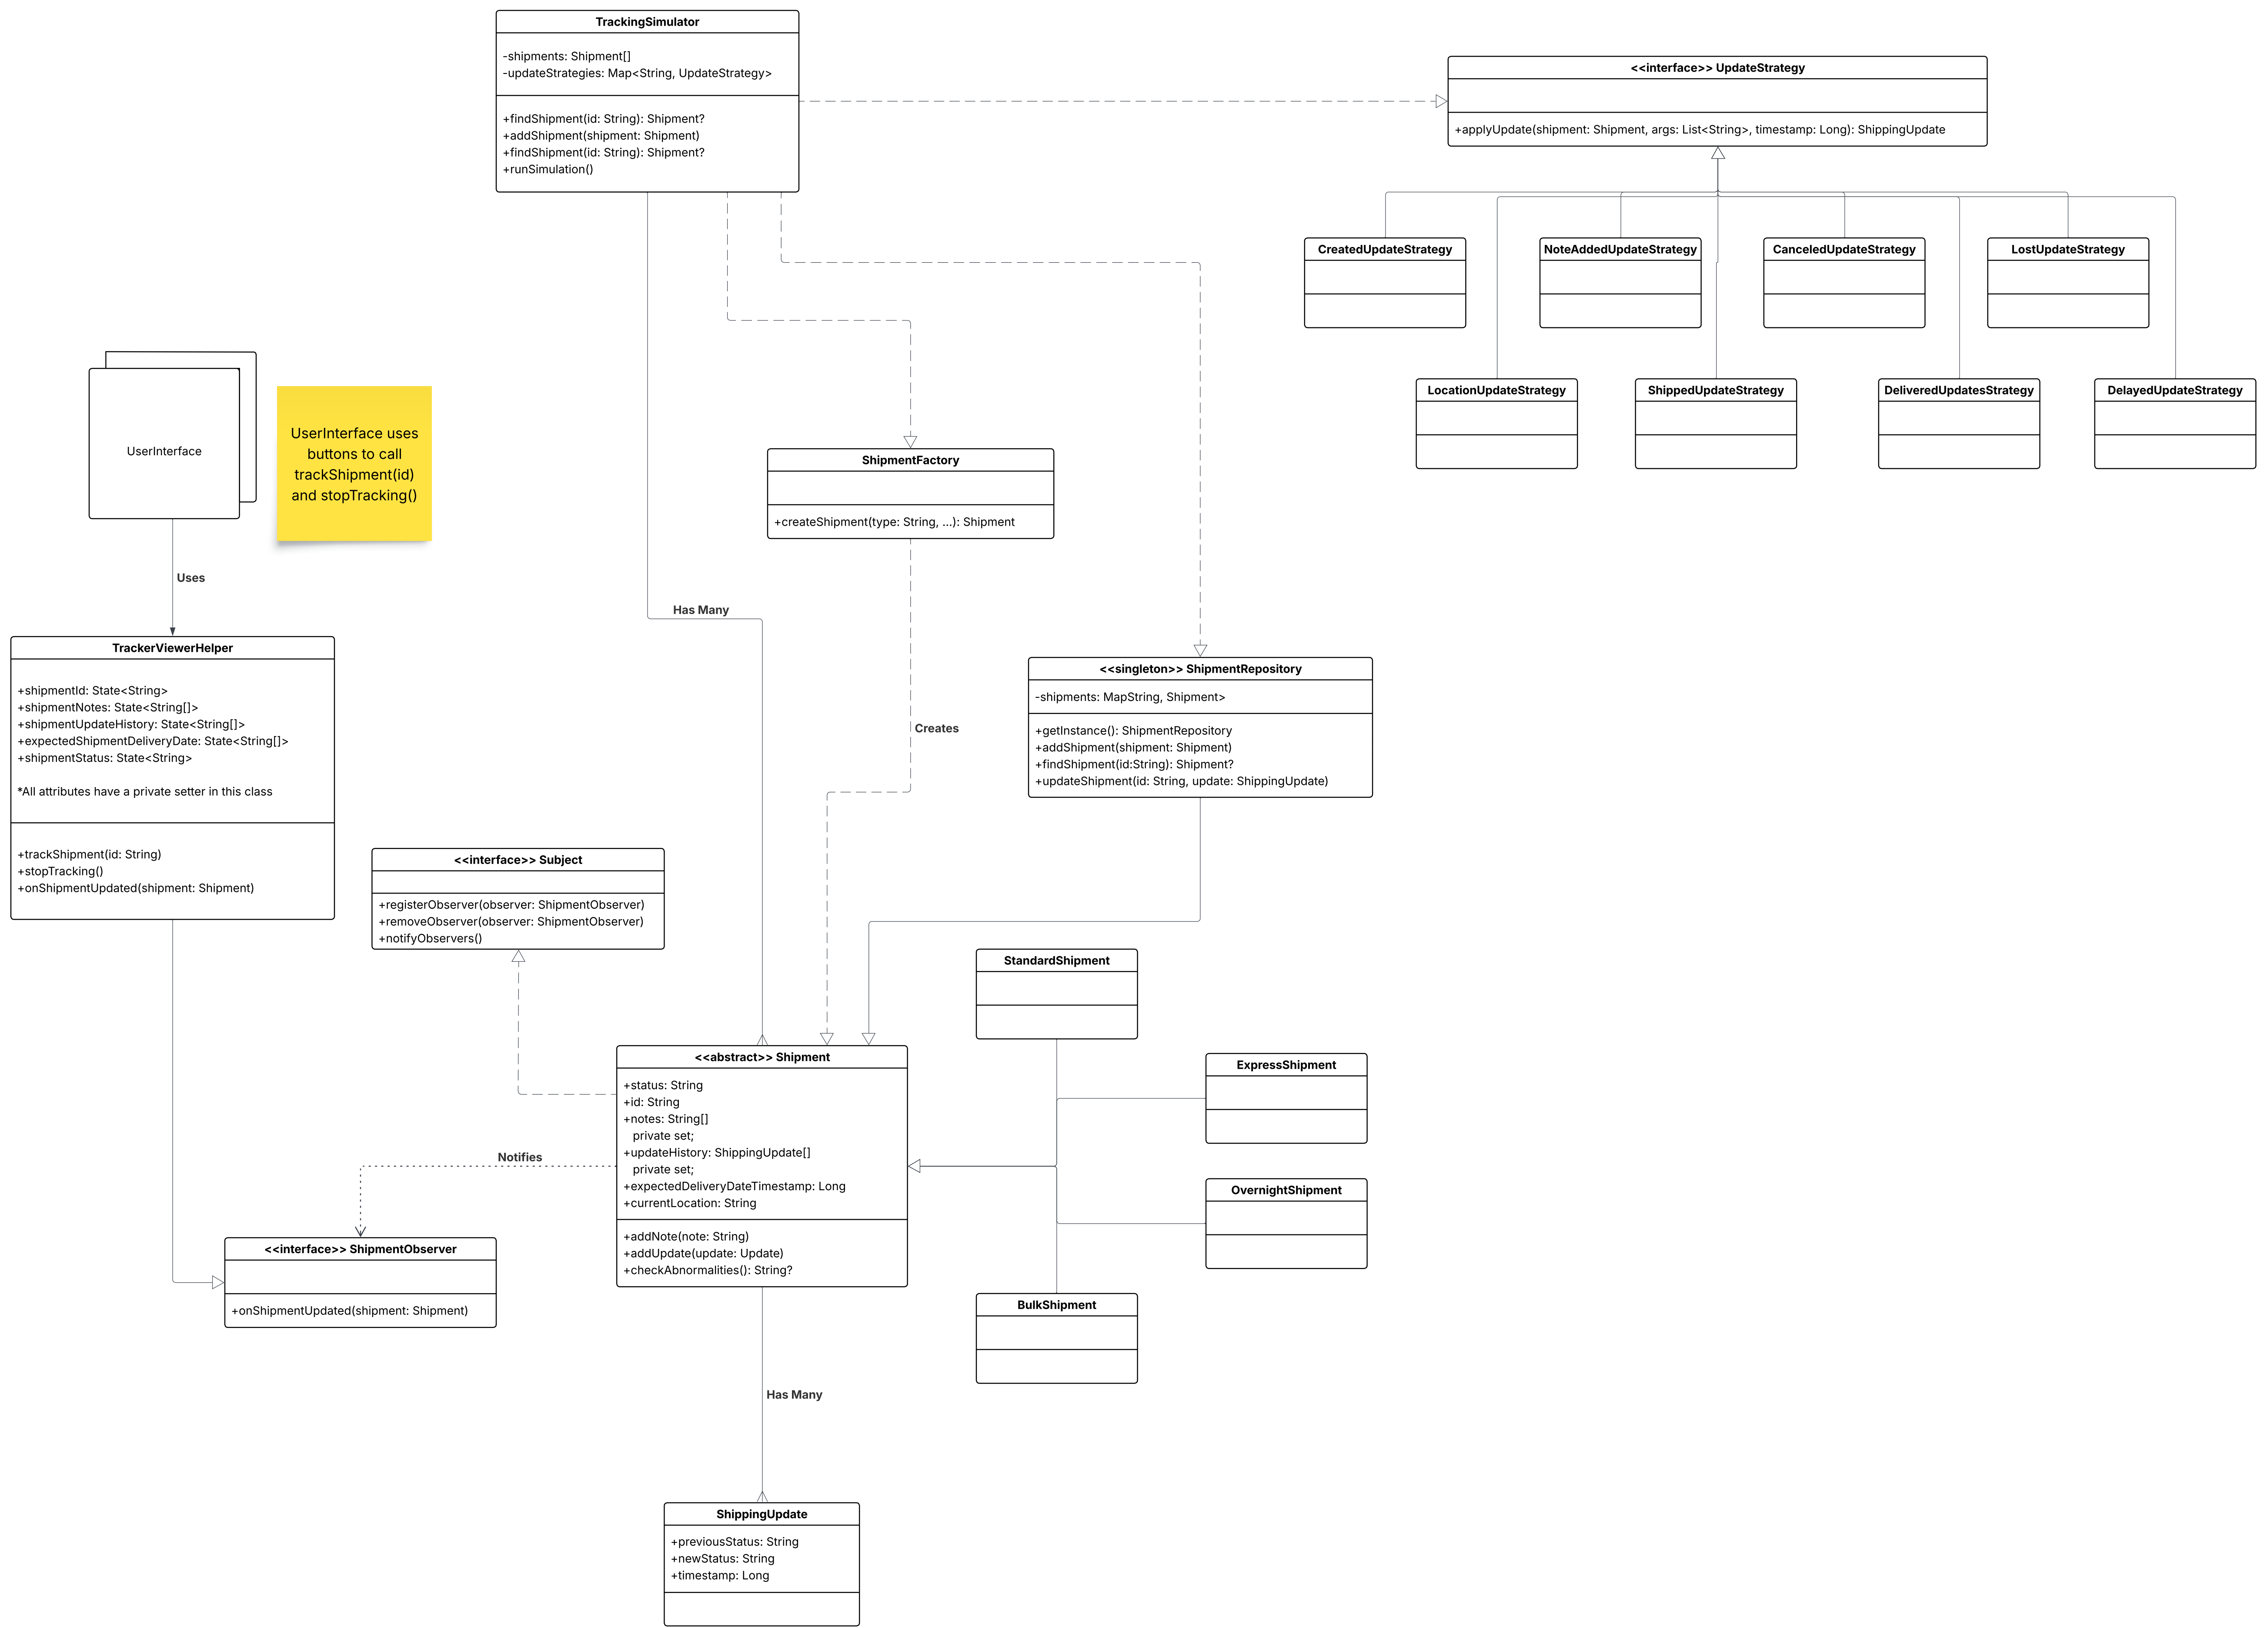 TrackingSimulator
-shipments: Shipment[]
-updateStrategies: Map<String, UpdateStrategy>
+findShipment(id: String): Shipment?
+addShipment(shipment: Shipment)
+findShipment(id: String): Shipment?
+runSimulation()
<<interface>> UpdateStrategy
+applyUpdate(shipment: Shipment, args: List<String>, timestamp: Long): ShippingUpdate
CreatedUpdateStrategy
NoteAddedUpdateStrategy
CanceledUpdateStrategy
LostUpdateStrategy
LocationUpdateStrategy
ShippedUpdateStrategy
DeliveredUpdatesStrategy
DelayedUpdateStrategy
UserInterface
UserInterface uses
buttons to call
trackShipment(id)
and stopTracking()
Uses
ShipmentFactory
+createShipment(type: String, ...): Shipment
Has Many
Creates
TrackerViewerHelper
+shipmentId: State<String>
+shipmentNotes: State<String[]>
+shipmentUpdateHistory: State<String[]>
+expectedShipmentDeliveryDate: State<String[]>
+shipmentStatus: State<String>
*All attributes have a private setter in this class
+trackShipment(id: String)
+stopTracking()
+onShipmentUpdated(shipment: Shipment)
<<singleton>> ShipmentRepository
-shipments: MapString, Shipment>
+getInstance(): ShipmentRepository
+addShipment(shipment: Shipment)
+findShipment(id:String): Shipment?
+updateShipment(id: String, update: ShippingUpdate)
<<interface>> Subject
+registerObserver(observer: ShipmentObserver)
+removeObserver(observer: ShipmentObserver)
+notifyObservers()
StandardShipment
ExpressShipment
OvernightShipment
BulkShipment
<<abstract>> Shipment
+status: String
+id: String
+notes: String[]
private set;
+updateHistory: ShippingUpdate[]
private set;
+expectedDeliveryDateTimestamp: Long
+currentLocation: String
+addNote(note: String)
+addUpdate(update: Update)
+checkAbnormalities(): String?
Notifies
<<interface>> ShipmentObserver
+onShipmentUpdated(shipment: Shipment)
Has Many
ShippingUpdate
+previousStatus: String
+newStatus: String
+timestamp: Long